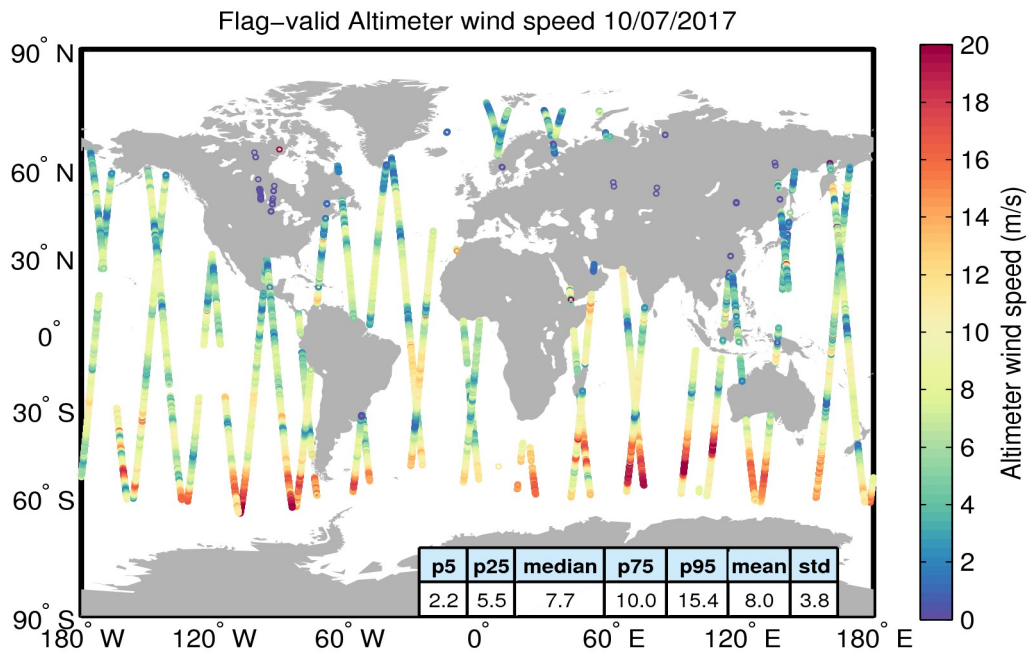 Flag−valid Altimeter wind speed 10/07/2017
90° N
60° N
30° N
0°
30° S
60° S
90° S
180° W
120° W
60° W
0°
60° E
120° E
180° E
p5 p25 median p75 p95 mean std
2.2 5.5 7.7 10.0 15.4 8.0 3.8
20
18
16
14
12
10
8
6
4
2
0
Altimeter wind speed (m/s)